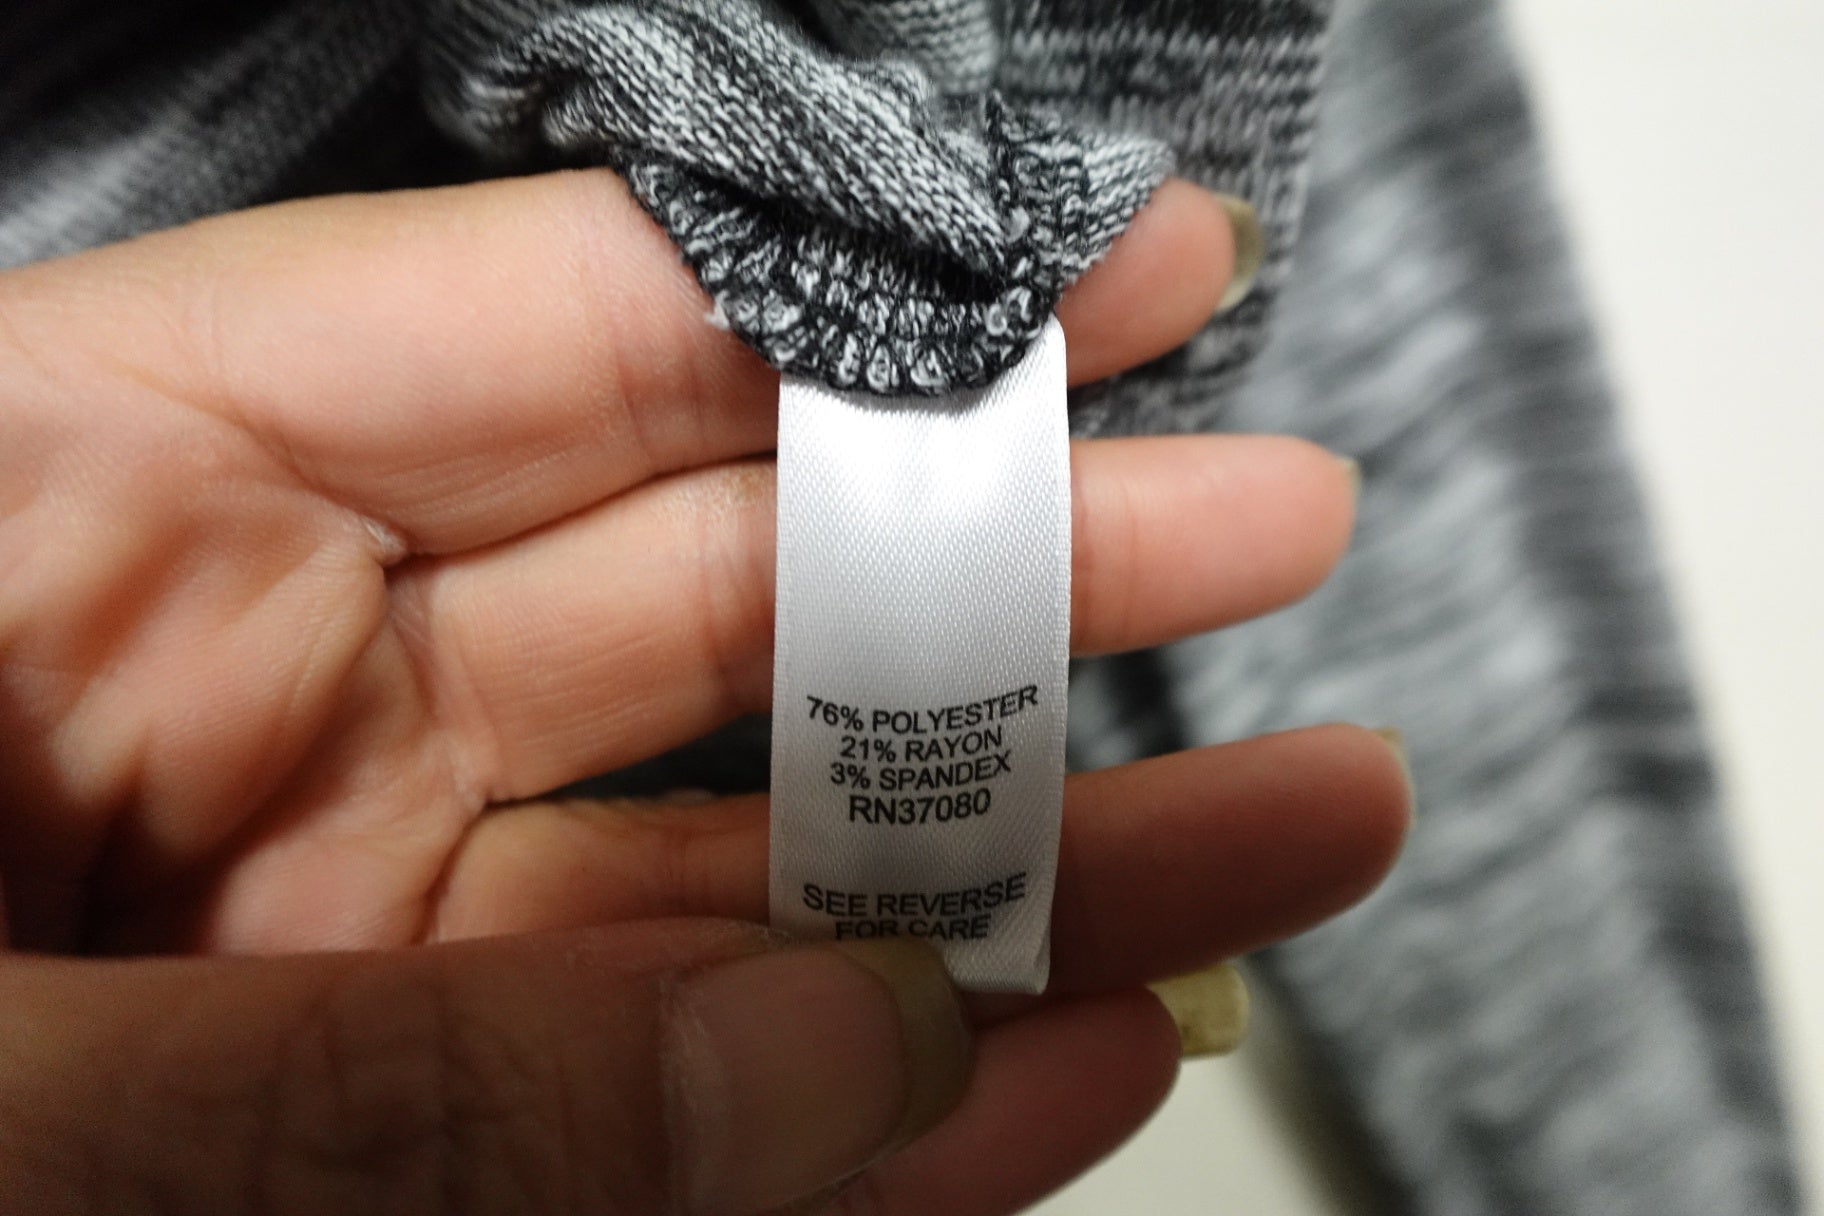 76% POLYESTER
21% RAYON
3% SPANDEX
RN37080
SEE REVERSE
FOR CARE